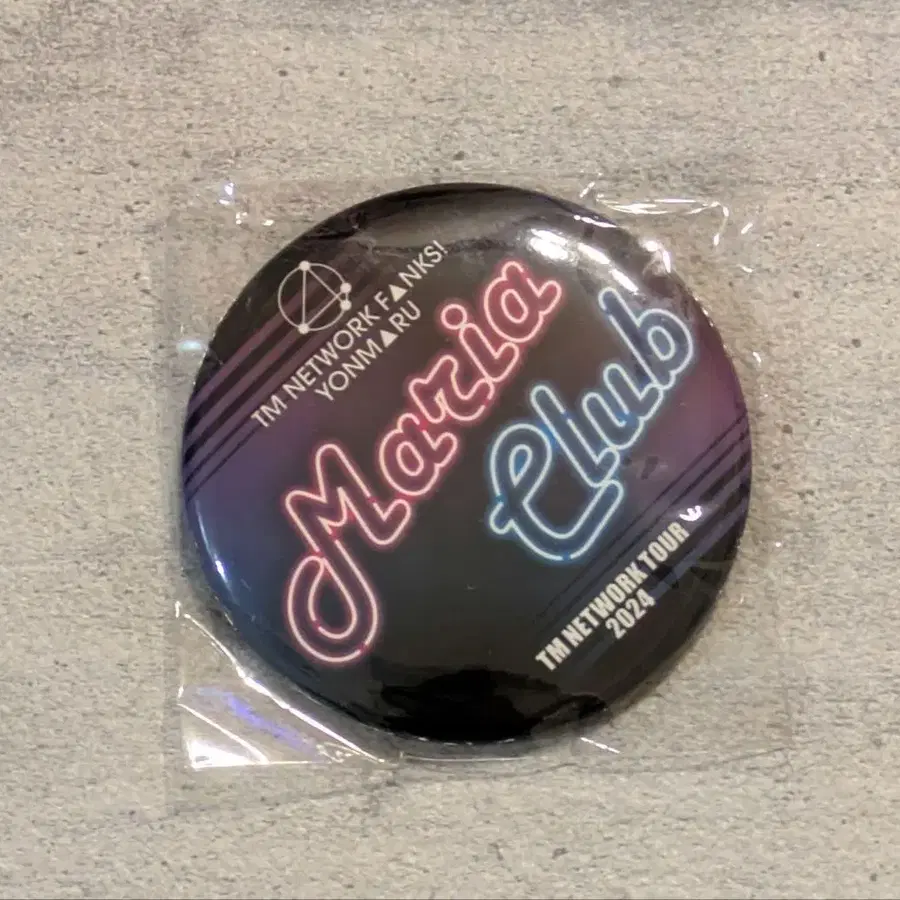 TM NETWORK F▲NKS!
YONM▲RU
Maria
Club
TM NETWORK TOUR
2024